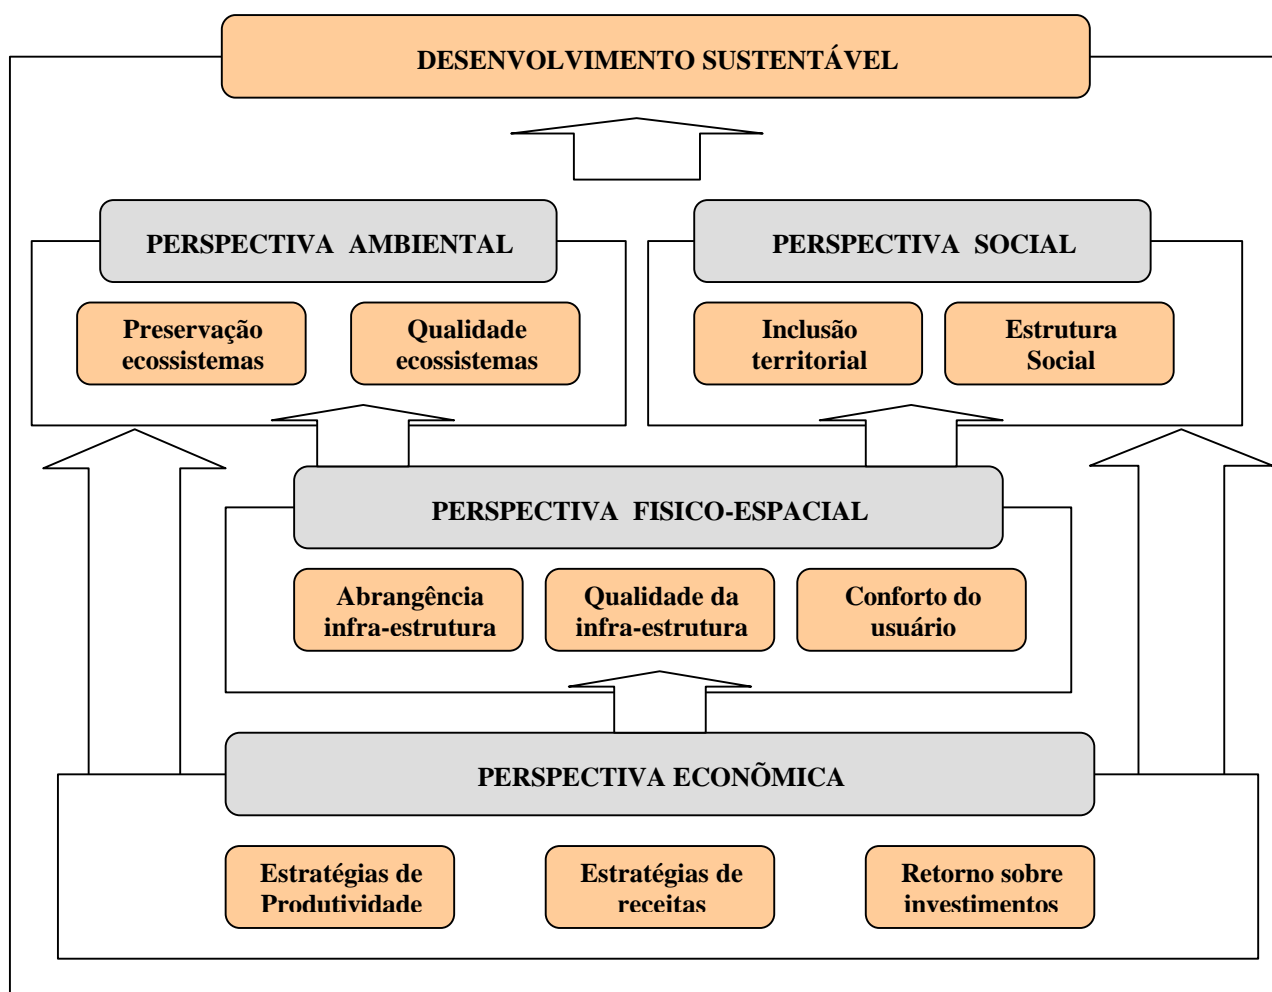 DESENVOLVIMENTO SUSTENTÁVEL
PERSPECTIVA AMBIENTAL
Preservação
ecossistemas
Qualidade
ecossistemas
PERSPECTIVA SOCIAL
Inclusão
territorial
Estrutura
Social
PERSPECTIVA FISICO-ESPACIAL
Abrangência
infra-estrutura
Qualidade da
infra-estrutura
Conforto do
usuário
PERSPECTIVA ECONÕMICA
Estratégias de
Produtividade
Estratégias de
receitas
Retorno sobre
investimentos